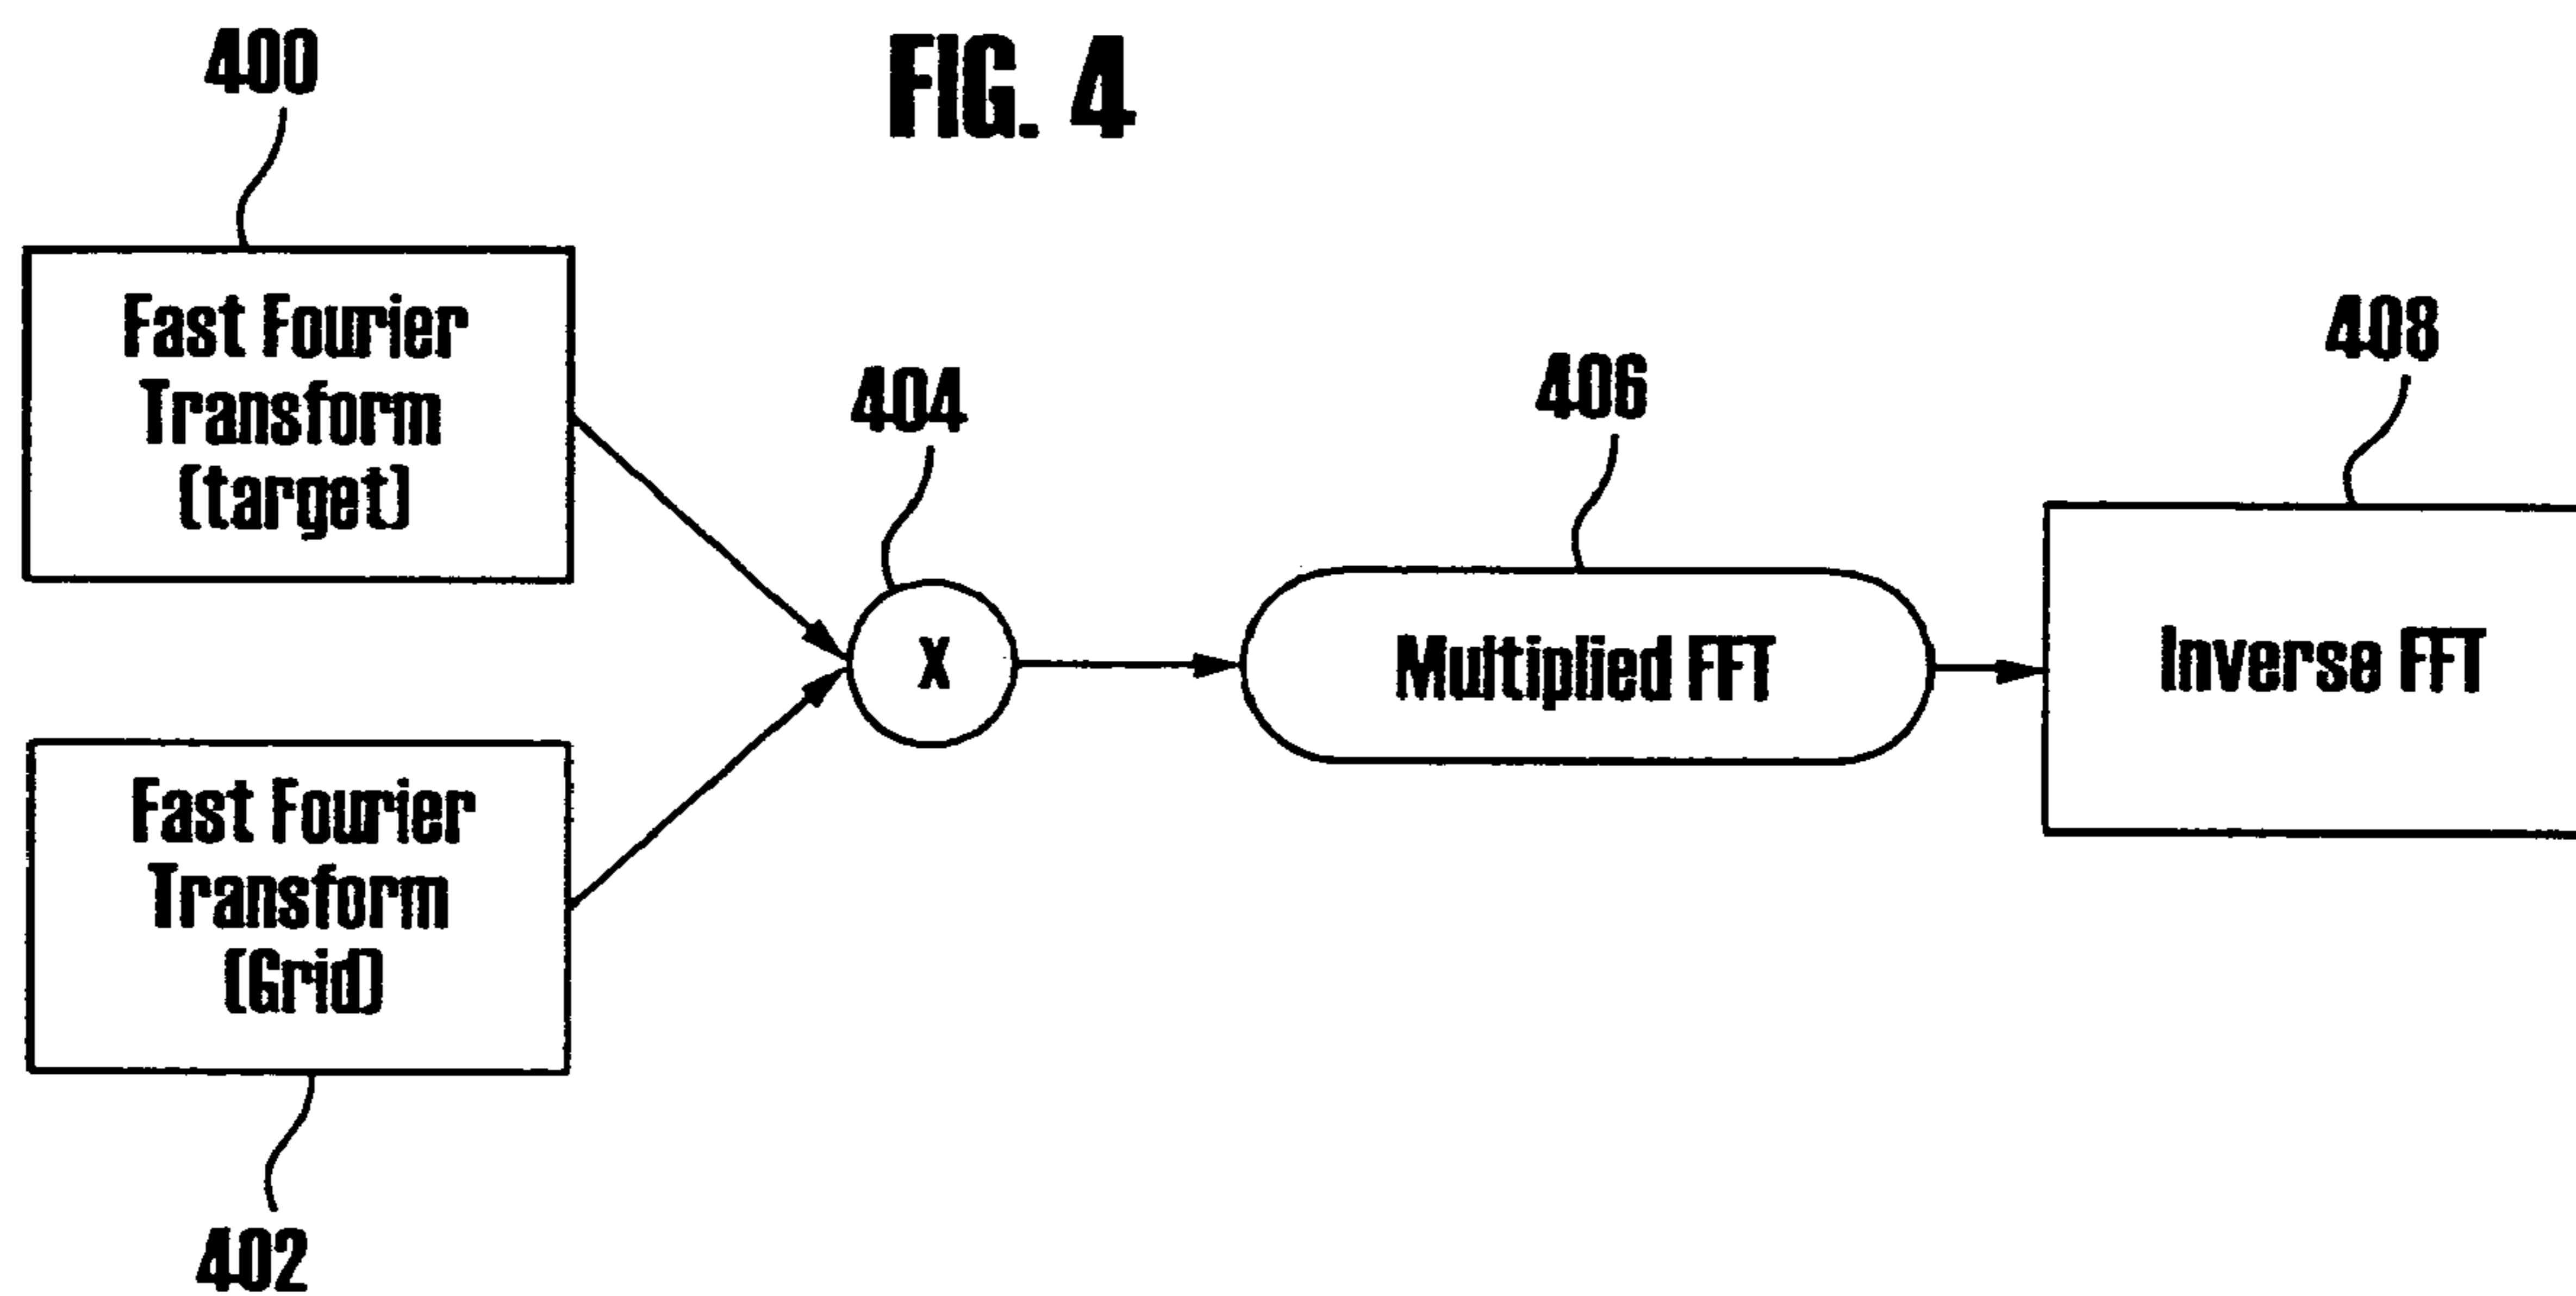 FIG. 4
400
Fast Fourier
Transform
(target)
404
X
406
Multiplied FFT
408
Inverse FFT
Fast Fourier
Transform
(Grid)
402